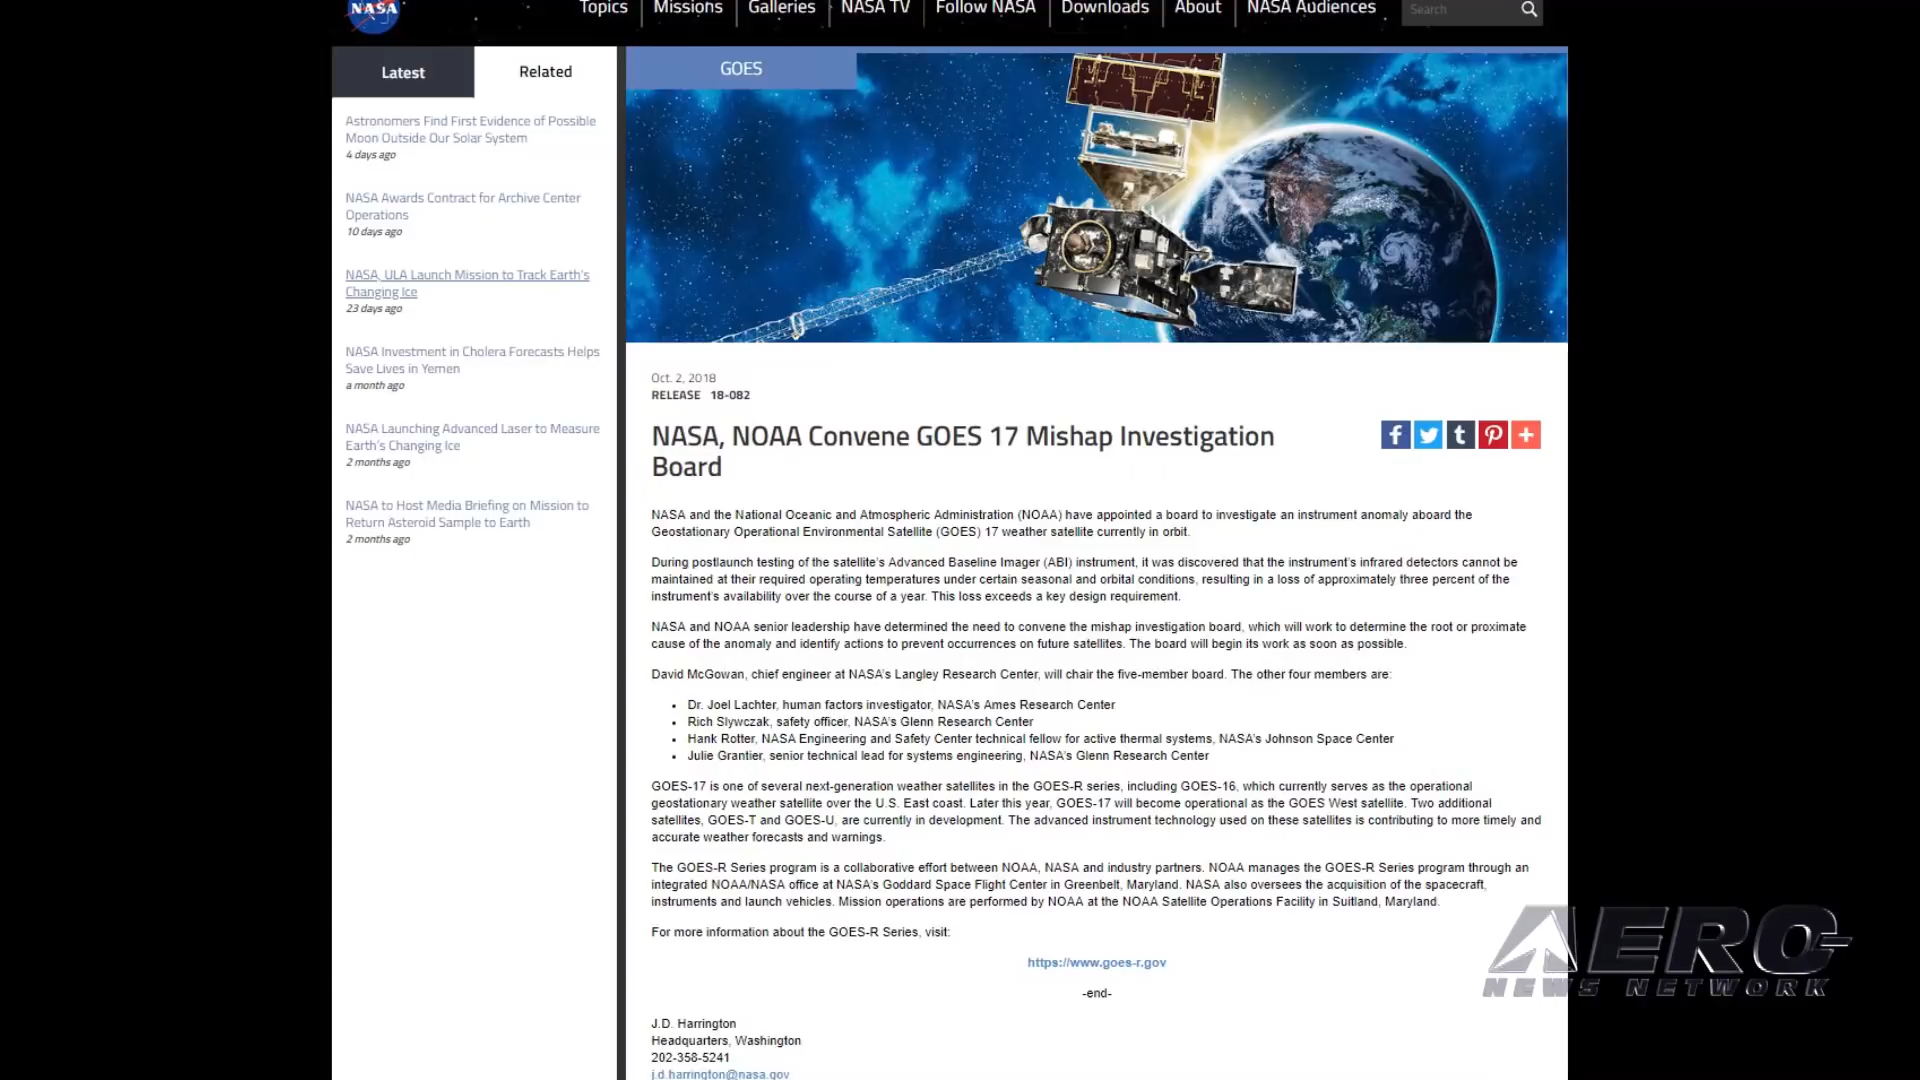 NASA
Topics
Missions
Galleries
NASA TV
Follow NASA
Downloads
About
NASA Audiences
Search
Latest
Related
Astronomers Find First Evidence of Possible
Moon Outside Our Solar System
4 days ago
NASA Awards Contract for Archive Center
Operations
10 days ago
NASA, ULA Launch Mission to Track Earth's
Changing Ice
23 days ago
NASA Investment in Cholera Forecasts Helps
Save Lives in Yemen
a month ago
NASA Launching Advanced Laser to Measure
Earth's Changing Ice
2 months ago
NASA to Host Media Briefing on Mission to
Return Asteroid Sample to Earth
2 months ago
GOES
Oct. 2, 2018
RELEASE 18-082
NASA, NOAA Convene GOES 17 Mishap Investigation
Board
NASA and the National Oceanic and Atmospheric Administration (NOAA) have appointed a board to investigate an instrument anomaly aboard the
Geostationary Operational Environmental Satellite (GOES) 17 weather satellite currently in orbit.
During postlaunch testing of the satellite's Advanced Baseline Imager (ABI) instrument, it was discovered that the instrument's infrared detectors cannot be
maintained at their required operating temperatures under certain seasonal and orbital conditions, resulting in a loss of approximately three percent of the
instrument's availability over the course of a year. This loss exceeds a key design requirement.
NASA and NOAA senior leadership have determined the need to convene the mishap investigation board, which will work to determine the root or proximate
cause of the anomaly and identify actions to prevent occurrences on future satellites. The board will begin its work as soon as possible.
David McGowan, chief engineer at NASA's Langley Research Center, will chair the five-member board. The other four members are:
• Dr. Joel Lachter, human factors investigator, NASA's Ames Research Center
• Rich Slywczak, safety officer, NASA's Glenn Research Center
• Hank Rotter, NASA Engineering and Safety Center technical fellow for active thermal systems, NASA's Johnson Space Center
• Julie Grantier, senior technical lead for systems engineering, NASA's Glenn Research Center
GOES-17 is one of several next-generation weather satellites in the GOES-R series, including GOES-16, which currently serves as the operational
geostationary weather satellite over the U.S. East coast. Later this year, GOES-17 will become operational as the GOES West satellite. Two additional
satellites, GOES-T and GOES-U, are currently in development. The advanced instrument technology used on these satellites is contributing to more timely and
accurate weather forecasts and warnings.
The GOES-R Series program is a collaborative effort between NOAA, NASA and industry partners. NOAA manages the GOES-R Series program through an
integrated NOAA/NASA office at NASA's Goddard Space Flight Center in Greenbelt, Maryland. NASA also oversees the acquisition of the spacecraft,
instruments and launch vehicles. Mission operations are performed by NOAA at the NOAA Satellite Operations Facility in Suitland, Maryland.
For more information about the GOES-R Series, visit:
https://www.goes-r.gov
-end-
J.D. Harrington
Headquarters, Washington
202-358-5241
j.d.harrington@nasa.gov
AERO-
NEWS NETWORK